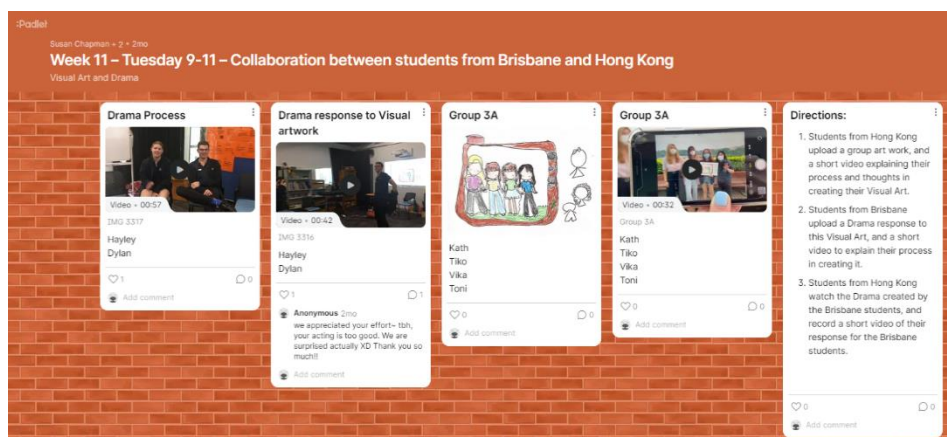 :Padlet
Susan Chapman + 2 • 2mo
Week 11 – Tuesday 9-11 – Collaboration between students from Brisbane and Hong Kong
Visual Art and Drama
Drama Process
Video • 00:57
IMG 3317
Hayley
Dylan
1
0
Add comment
Drama response to Visual
artwork
Video • 00:42
IMG 3316
Hayley
Dylan
1
1
Anonymous 2mo
we appreciated your effort~ tbh,
your acting is too good. We are
surprised actually XD Thank you so
much!!
Add comment
Group 3A
Kath
Tiko
Vika
Toni
0
0
Add comment
Group 3A
Video • 00:32
Group 3A
Kath
Tiko
Vika
Toni
0
0
Add comment
Directions:
1. Students from Hong Kong
upload a group art work, and
a short video explaining their
process and thoughts in
creating their Visual Art.
2. Students from Brisbane
upload a Drama response to
this Visual Art, and a short
video to explain their process
in creating it.
3. Students from Hong Kong
watch the Drama created by
the Brisbane students, and
record a short video of their
response for the Brisbane
students.
0
0
Add comment